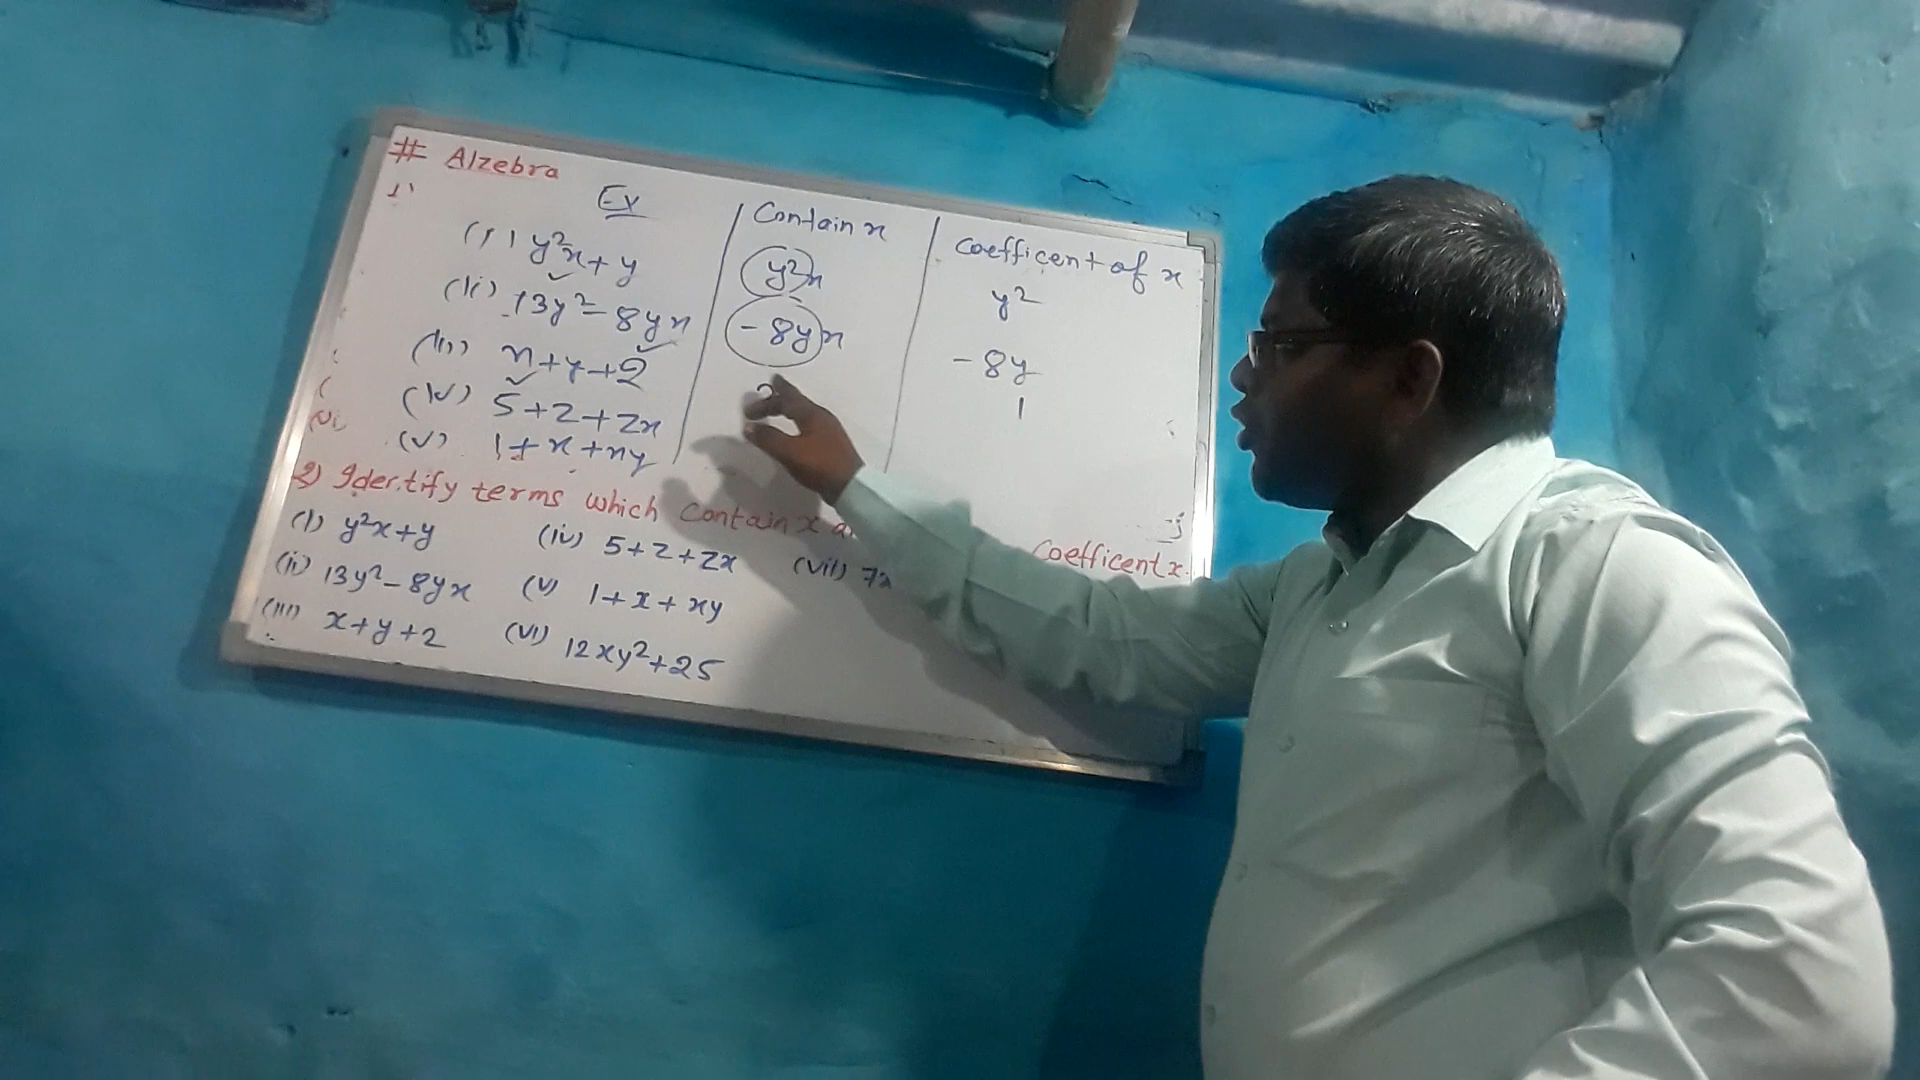 # Alzebra
1'
Ex | Contain x | Coefficent of x
(i) y²x + y | y²x | y²
(ii) 13y² - 8yx | - 8yx | - 8y
(iii) x + y + 2 | 1
(iv) 5 + z + zx
(v) 1 + x + xy
(vi)
2) Identify terms which contain x Coefficent x.
(i) y²x + y (iv) 5 + z + zx (vii) 7x
(ii) 13y² - 8yx (v) 1 + x + xy
(iii) x + y + 2 (vi) 12xy² + 25